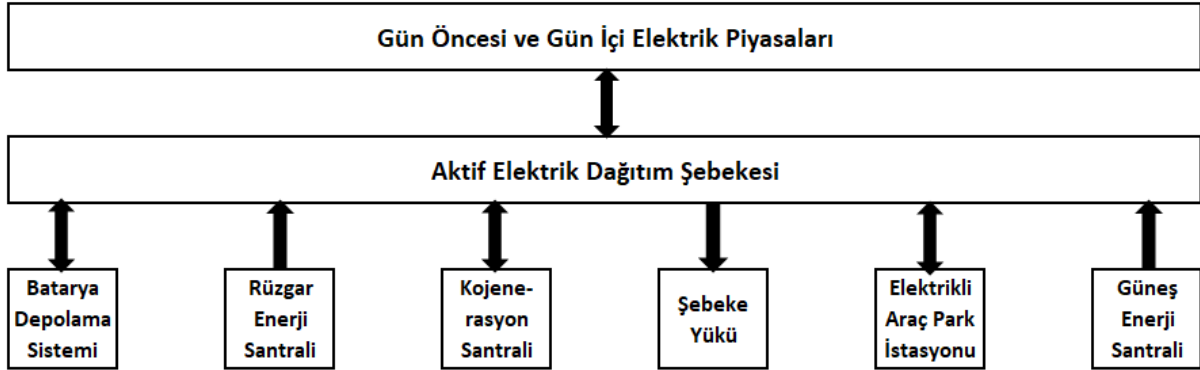 Gün Öncesi ve Gün İçi Elektrik Piyasaları
Aktif Elektrik Dağıtım Şebekesi
Batarya
Depolama
Sistemi
Rüzgar
Enerji
Santrali
Kojene-
rasyon
Santrali
Şebeke
Yükü
Elektrikli
Araç Park
İstasyonu
Güneş
Enerji
Santrali